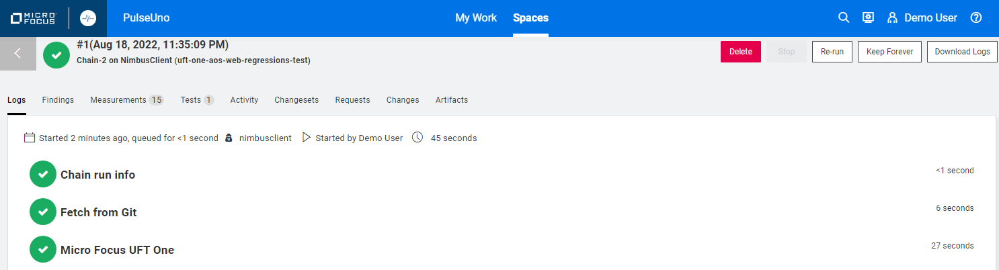 MICRO
FOCUS
PulseUno
My Work
Spaces
Demo User
#1(Aug 18, 2022, 11:35:09 PM)
Chain-2 on NimbusClient (uft-one-aos-web-regressions-test)
Delete
Stop
Re-run
Keep Forever
Download Logs
Logs
Findings
Measurements 15
Tests 1
Activity
Changesets
Requests
Changes
Artifacts
Started 2 minutes ago, queued for <1 second
nimbusclient
Started by Demo User
45 seconds
Chain run info
<1 second
Fetch from Git
6 seconds
Micro Focus UFT One
27 seconds